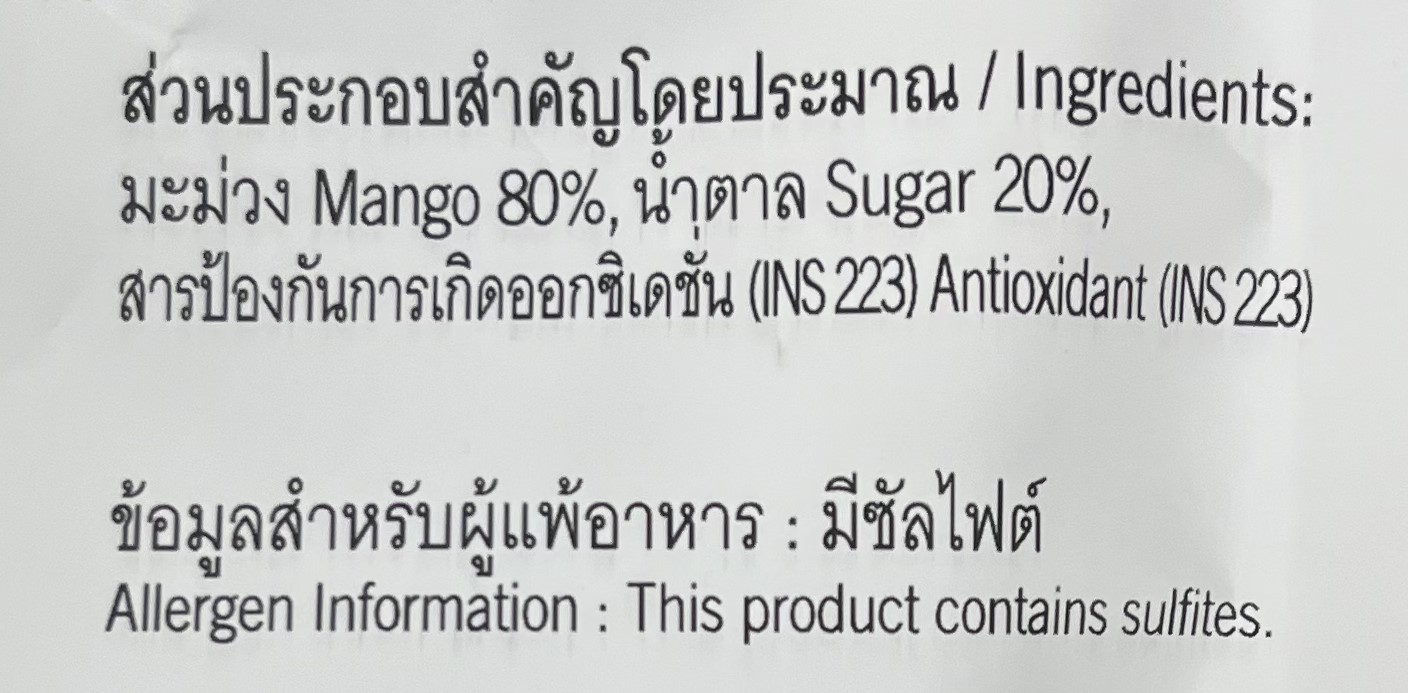 ส่วนประกอบสำคัญโดยประมาณ / Ingredients:
มะม่วง Mango 80%, น้ำตาล Sugar 20%,
สารป้องกันการเกิดออกซิเดชั่น (INS 223) Antioxidant (INS 223)
ข้อมูลสำหรับผู้แพ้อาหาร : มีซัลไฟต์
Allergen Information : This product contains sulfites.